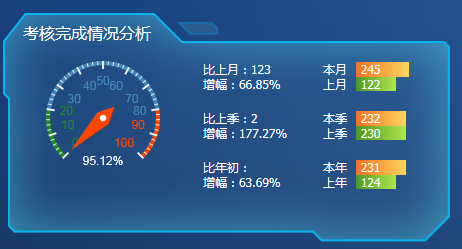 考核完成情况分析
0 10 20 30 40 50 60 70 80 90 100
95.12%
比上月：123 本月 245
增幅：66.85% 上月 122
比上季：2 本季 232
增幅：177.27% 上季 230
比年初： 本年 231
增幅：63.69% 上年 124